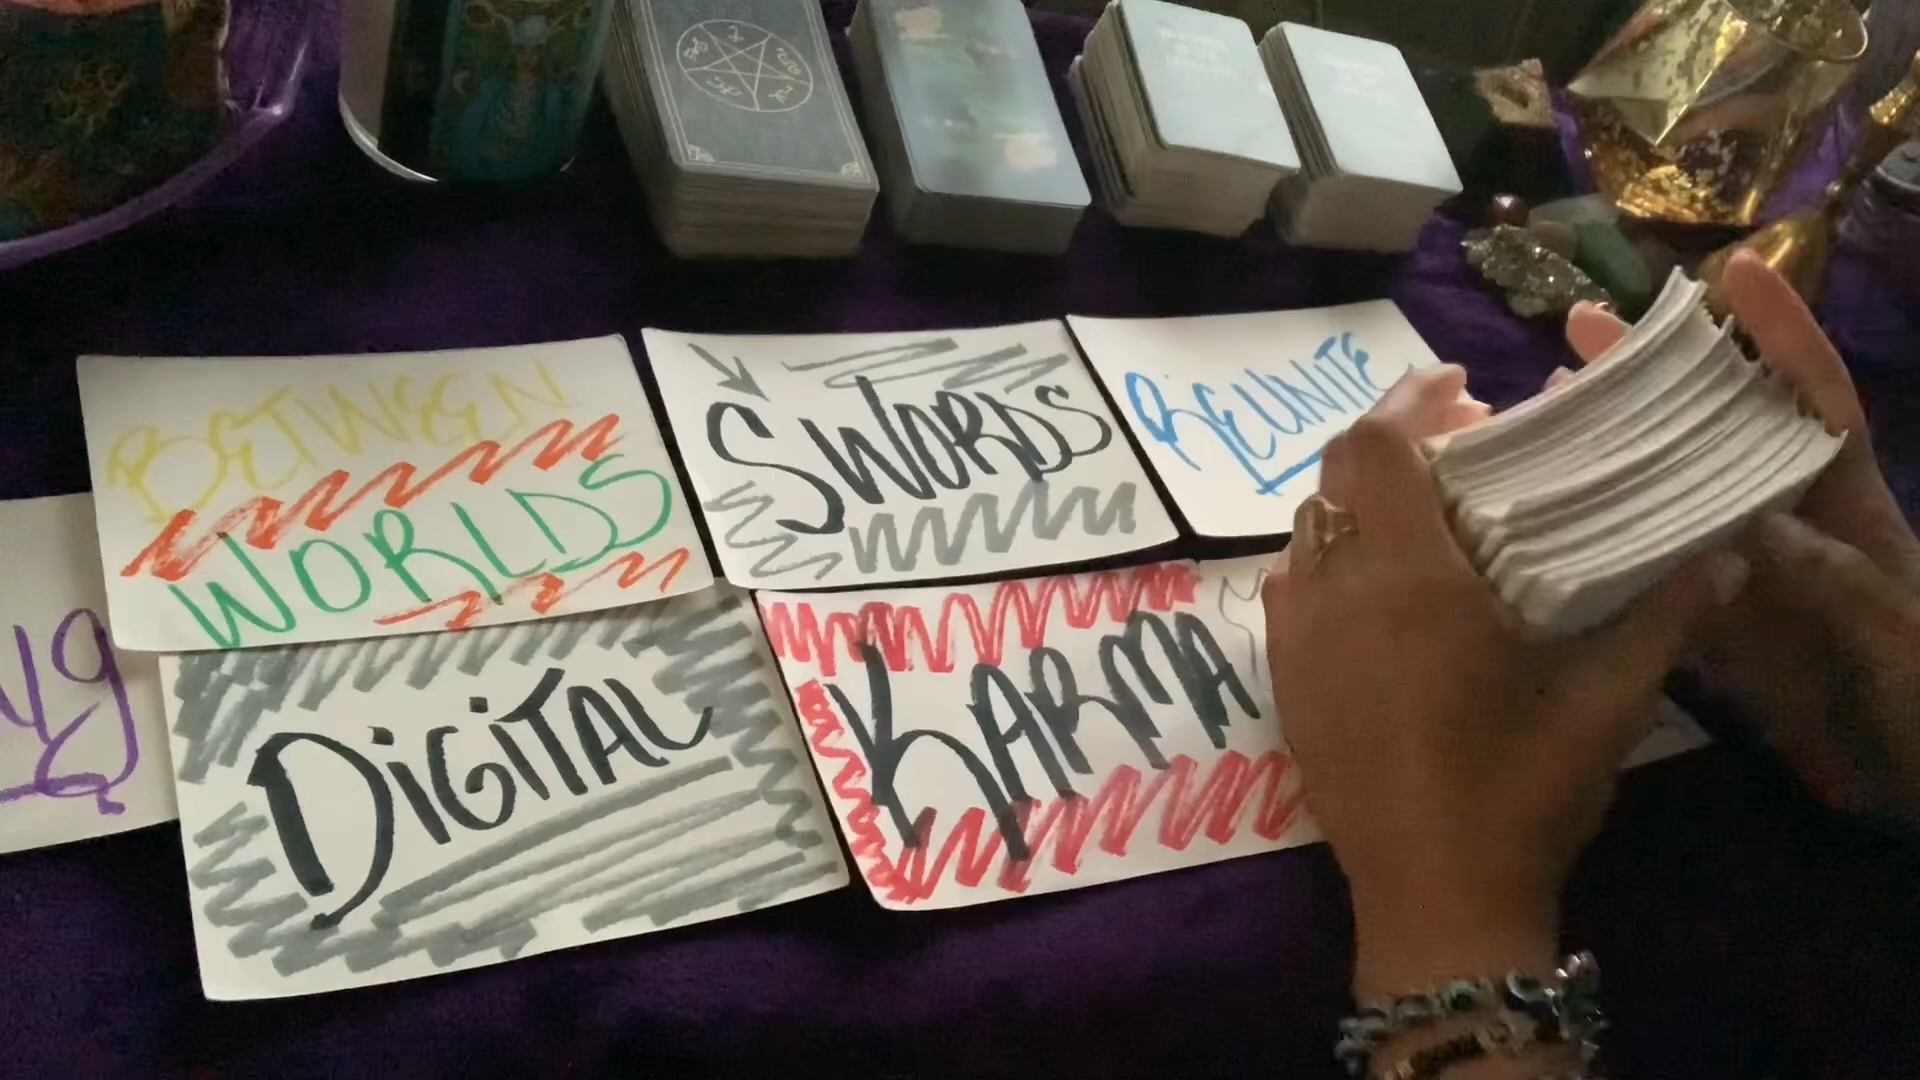 BETWEEN
WORLDS
SWORDS
REUNITE
DiGiTAL
KARMA